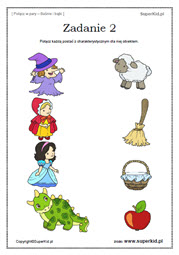 [ Połącz w pary – Baśnie i bajki ]
SuperKid.pl
Zadanie 2
Połącz każdą postać z charakterystycznym dla niej obiektem.
Copyright©SuperKid.pl
www.superkid.pl